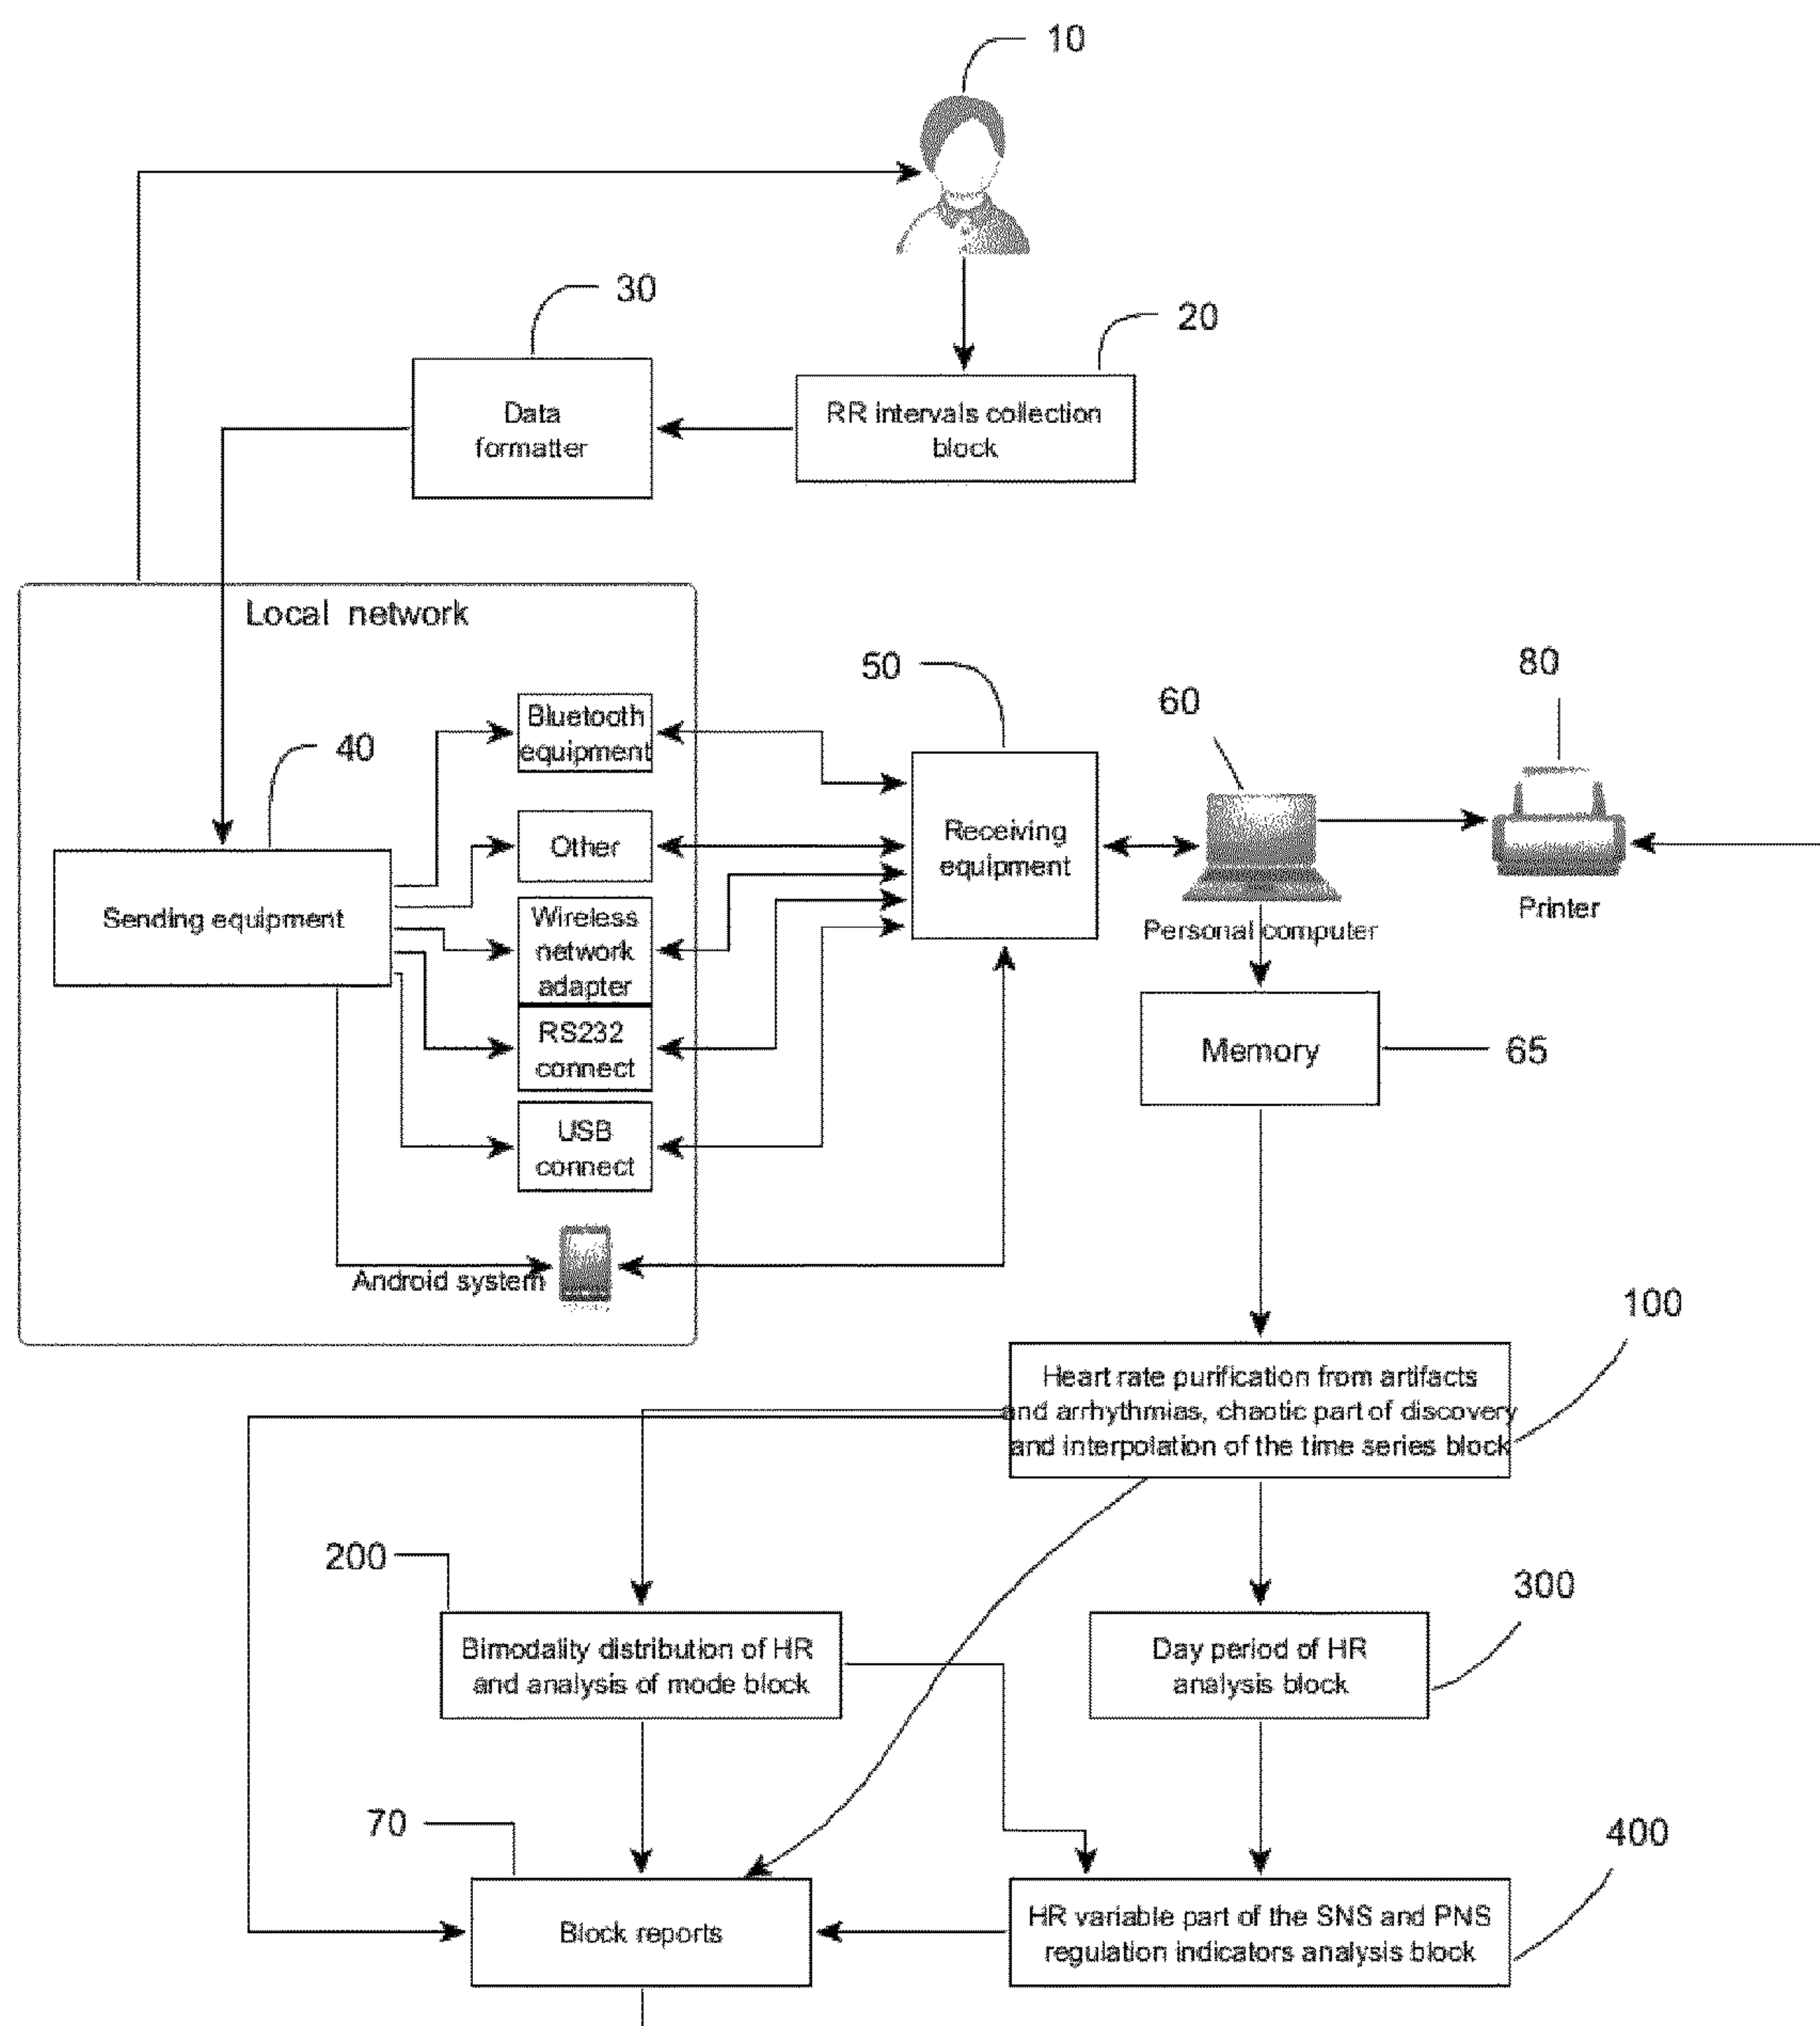 10
30
20
Data
formatter
RR intervals collection
block
Local network
50
80
60
40
Bluetooth
equipment
Other
Sending equipment
Wireless
network
adapter
RS232
connect
USB
connect
Android system
Receiving
equipment
Personal computer
Printer
Memory
65
100
Heart rate purification from artifacts
and arrhythmias, chaotic part of discovery
and interpolation of the time series block
200
300
Bimodality distribution of HR
and analysis of mode block
Day period of HR
analysis block
70
400
Block reports
HR variable part of the SNS and PNS
regulation indicators analysis block